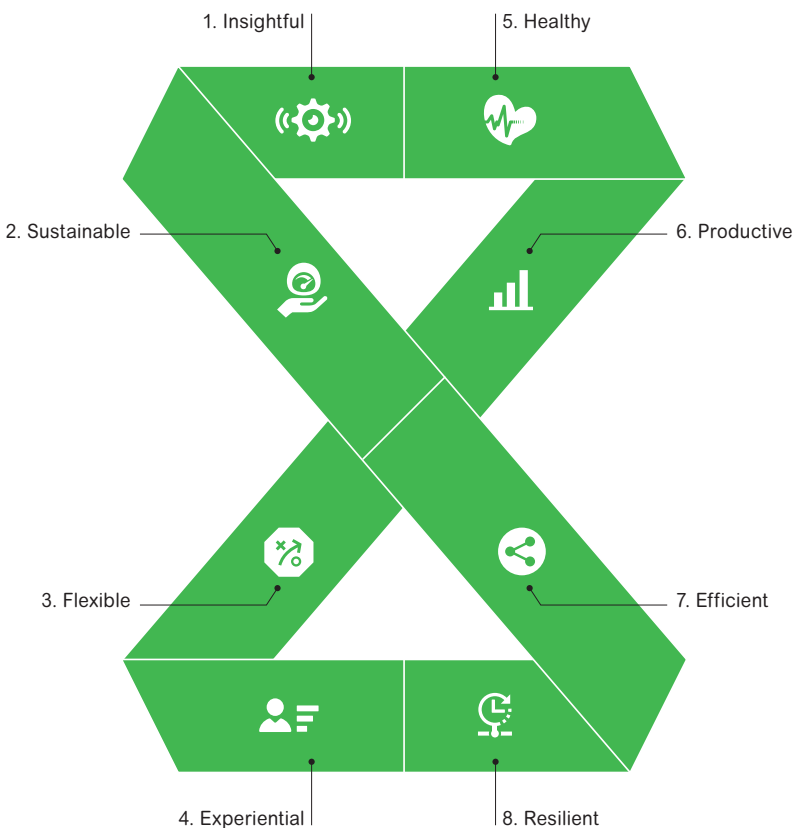 1. Insightful
5. Healthy
2. Sustainable
6. Productive
3. Flexible
7. Efficient
4. Experiential
8. Resilient